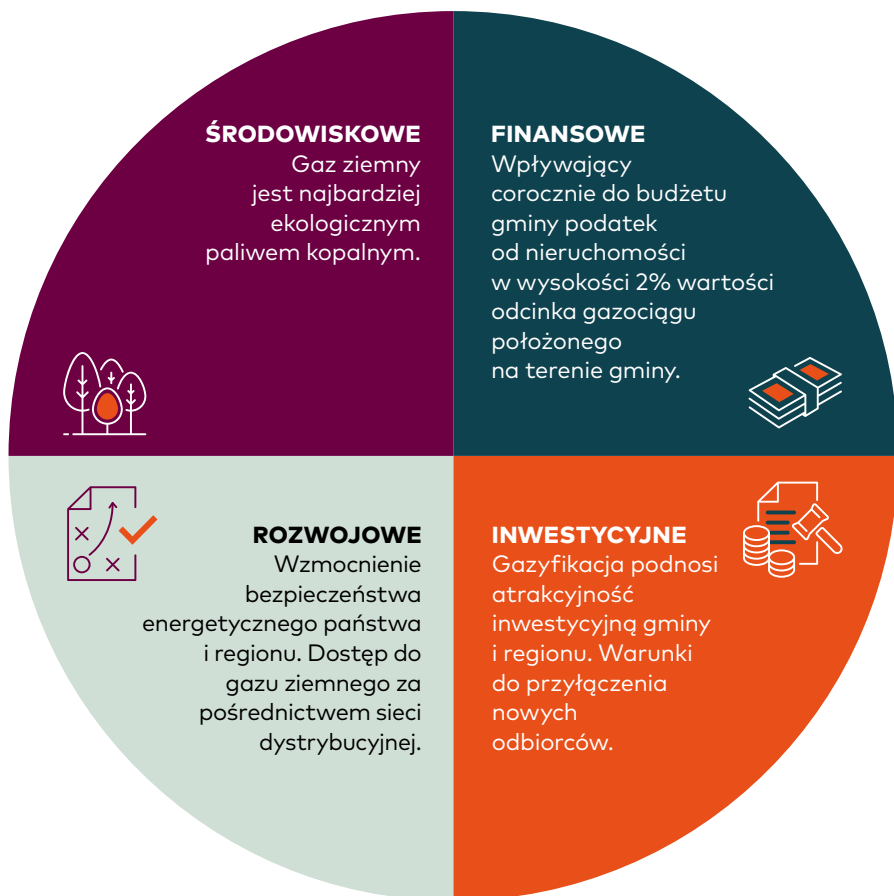 ŚRODOWISKOWE
Gaz ziemny
jest najbardziej
ekologicznym
paliwem kopalnym.
FINANSOWE
Wpływający
corocznie do budżetu
gminy podatek
od nieruchomości
w wysokości 2% wartości
odcinka gazociągu
położonego
na terenie gminy.
ROZWOJOWE
Wzmocnienie
bezpieczeństwa
energetycznego państwa
i regionu. Dostęp do
gazu ziemnego za
pośrednictwem sieci
dystrybucyjnej.
INWESTYCYJNE
Gazyfikacja podnosi
atrakcyjność
inwestycyjną gminy
i regionu. Warunki
do przyłączenia
nowych
odbiorców.